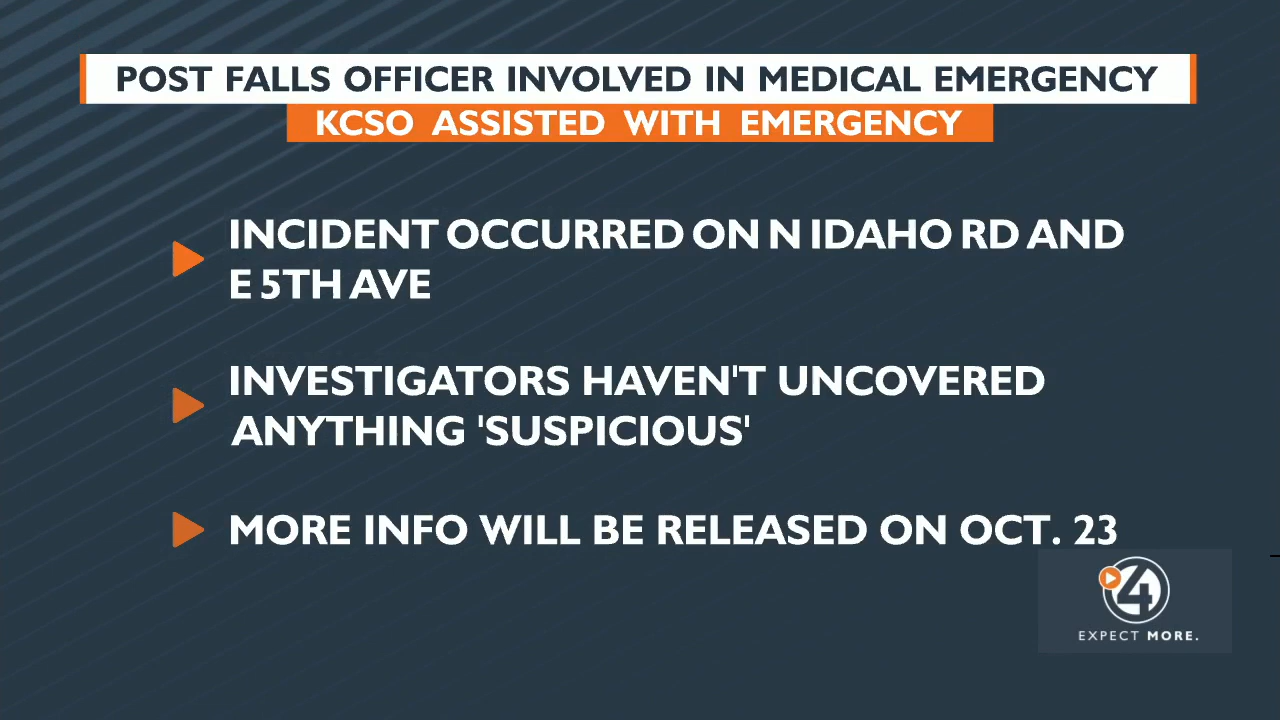 POST FALLS OFFICER INVOLVED IN MEDICAL EMERGENCY
KCSO ASSISTED WITH EMERGENCY
INCIDENT OCCURRED ON N IDAHO RD AND
E 5TH AVE
INVESTIGATORS HAVEN'T UNCOVERED
ANYTHING 'SUSPICIOUS'
MORE INFO WILL BE RELEASED ON OCT. 23
4
EXPECT MORE.